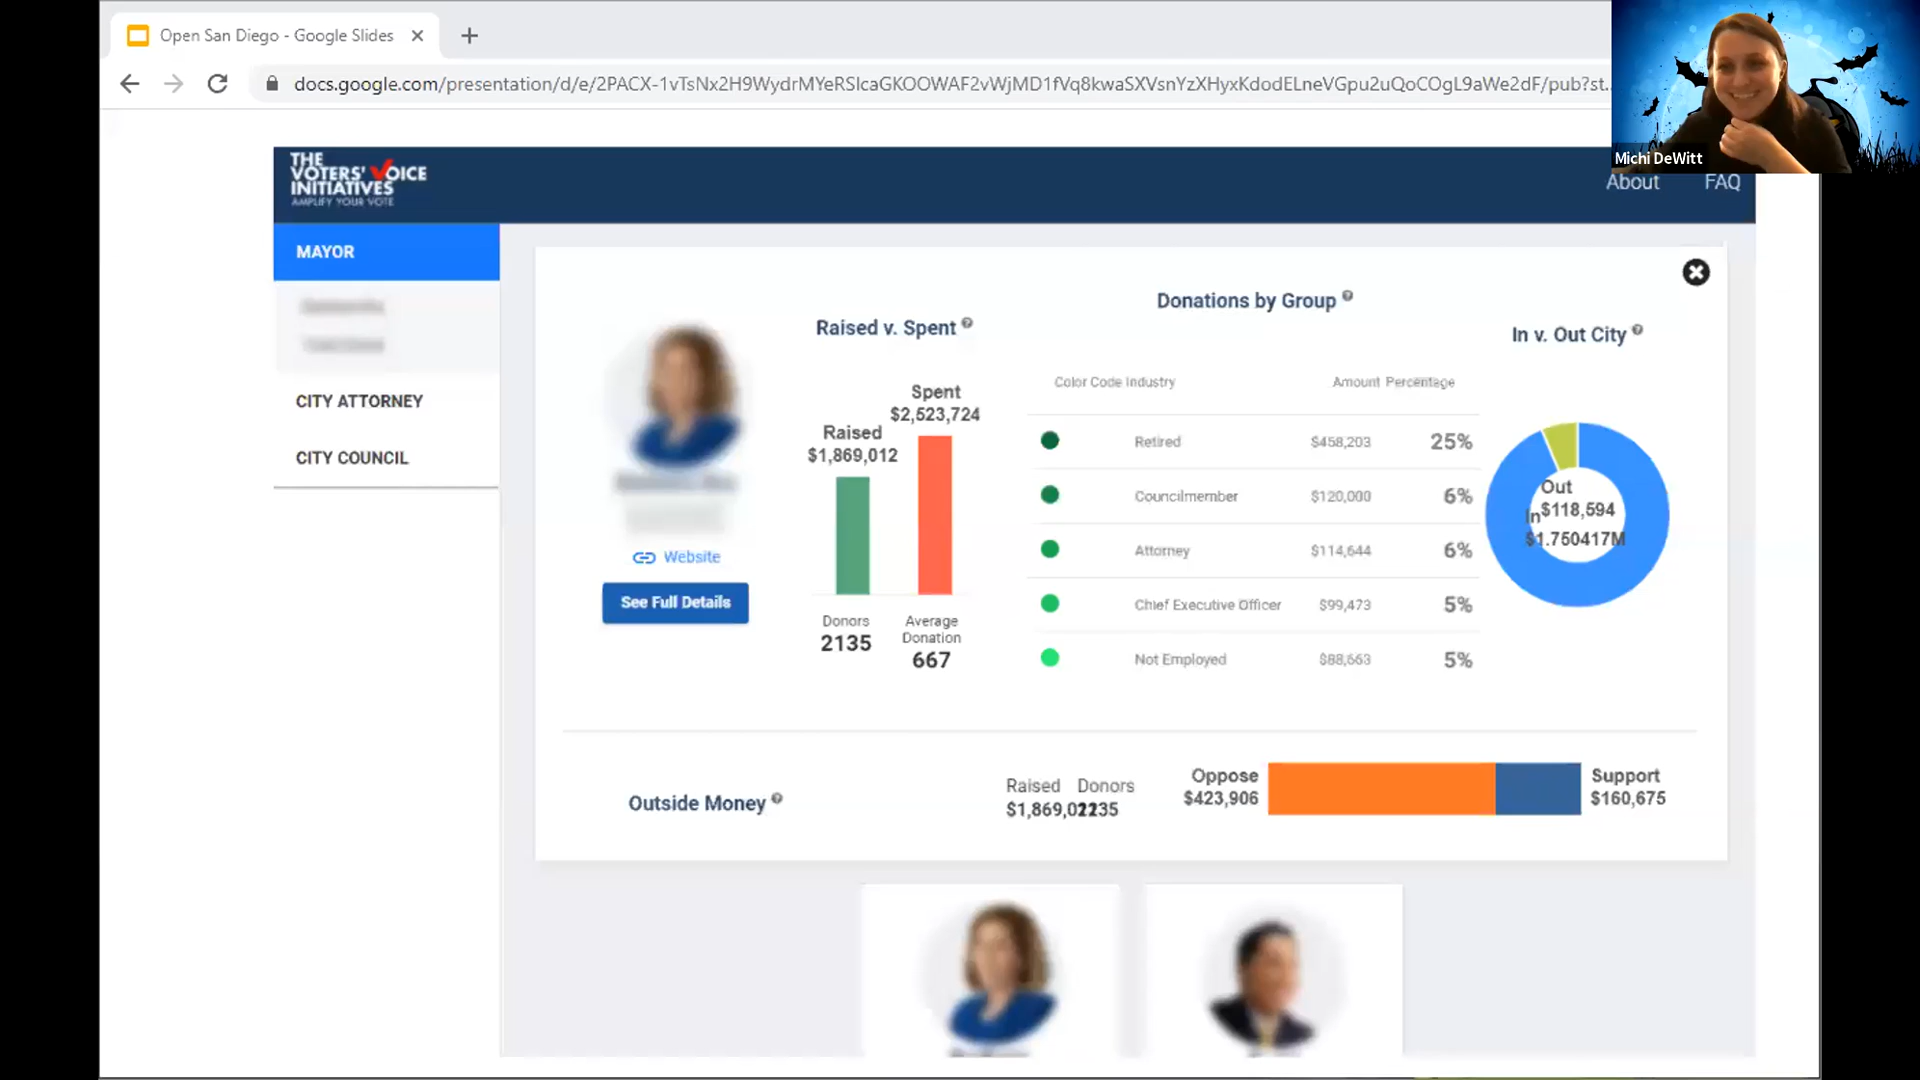 Open San Diego - Google Slides
docs.google.com/presentation/d/e/2PACX-1vTsNx2H9WydrMYeRSlcaGKOOWAF2vWjMD1fVq8kwaSXVsnYzXHyxKdodELneVGpu2uQoCOgL9aWe2dF/pub?st...
Michi DeWitt
THE
VOTERS' VOICE
INITIATIVES
AMPLIFY YOUR VOTE
About FAQ
MAYOR
CITY ATTORNEY
CITY COUNCIL
Website
See Full Details
Raised v. Spent
Spent
$2,523,724
Raised
$1,869,012
Donors
2135
Average
Donation
667
Donations by Group
Color Code Industry Amount Percentage
Retired $458,203 25%
Councilmember $120,000 6%
Attorney $114,644 6%
Chief Executive Officer $99,473 5%
Not Employed $88,663 5%
In v. Out City
Out
$118,594
In
$1.750417M
Outside Money
Raised Donors
Oppose
$423,906
Support
$160,675